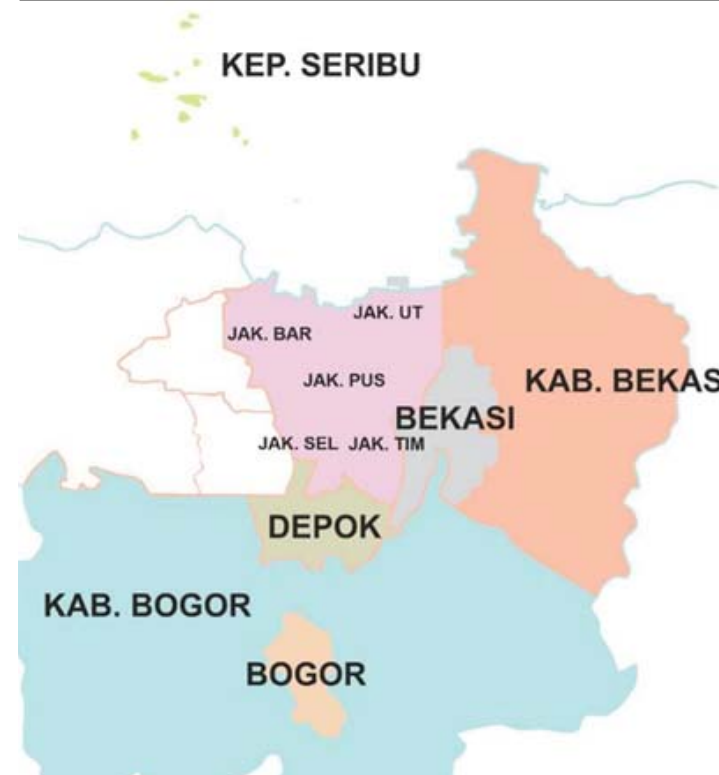 KEP. SERIBU
JAK. UT
JAK. BAR
JAK. PUS
KAB. BEKAS
BEKASI
JAK. SEL
JAK. TIM
DEPOK
KAB. BOGOR
BOGOR